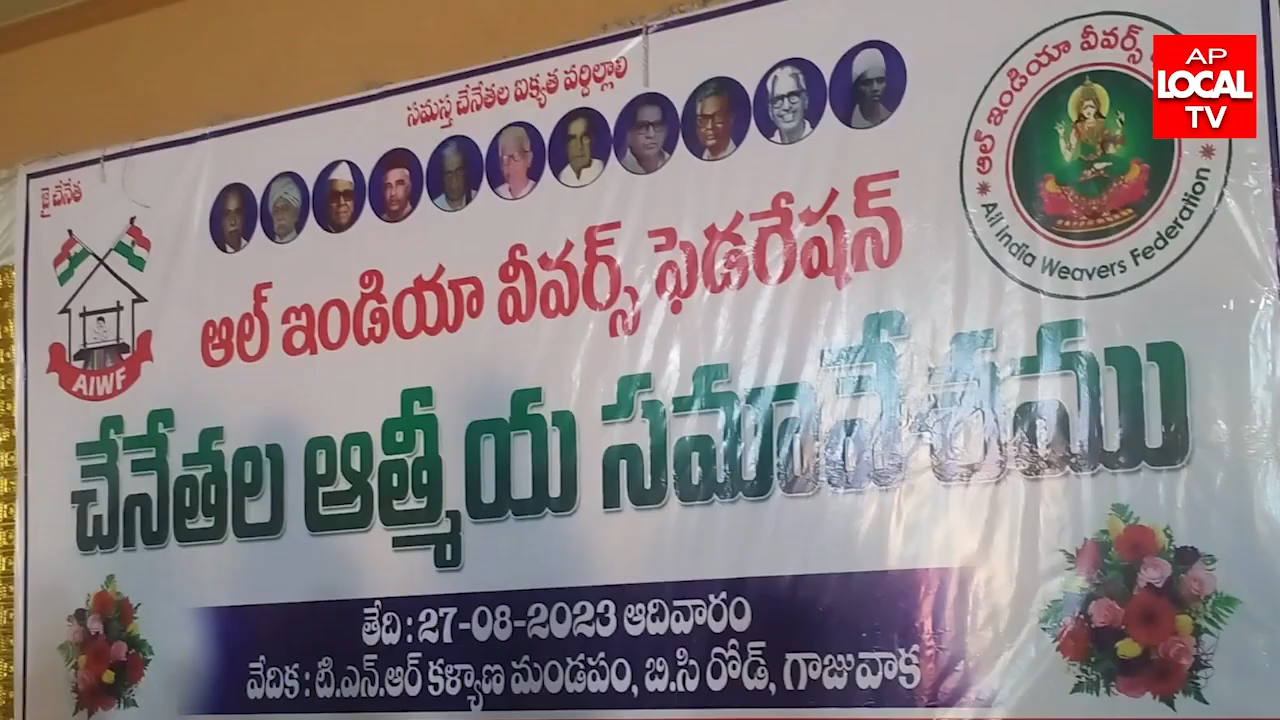 సమస్త చేనేతల ఐక్యత వర్దిల్లాలి
జై చేనేత
AIWF
ఆల్ ఇండియా వీవర్స్
All India Weavers Federation
AP
LOCAL
TV
ఆల్ ఇండియా వీవర్స్ ఫెడరేషన్
చేనేతల ఆత్మీయ సమావేశము
తేది : 27-08-2023 ఆదివారం
వేదిక : టి.ఎన్.ఆర్ కళ్యాణ మండపం, బి.సి రోడ్, గాజువాక